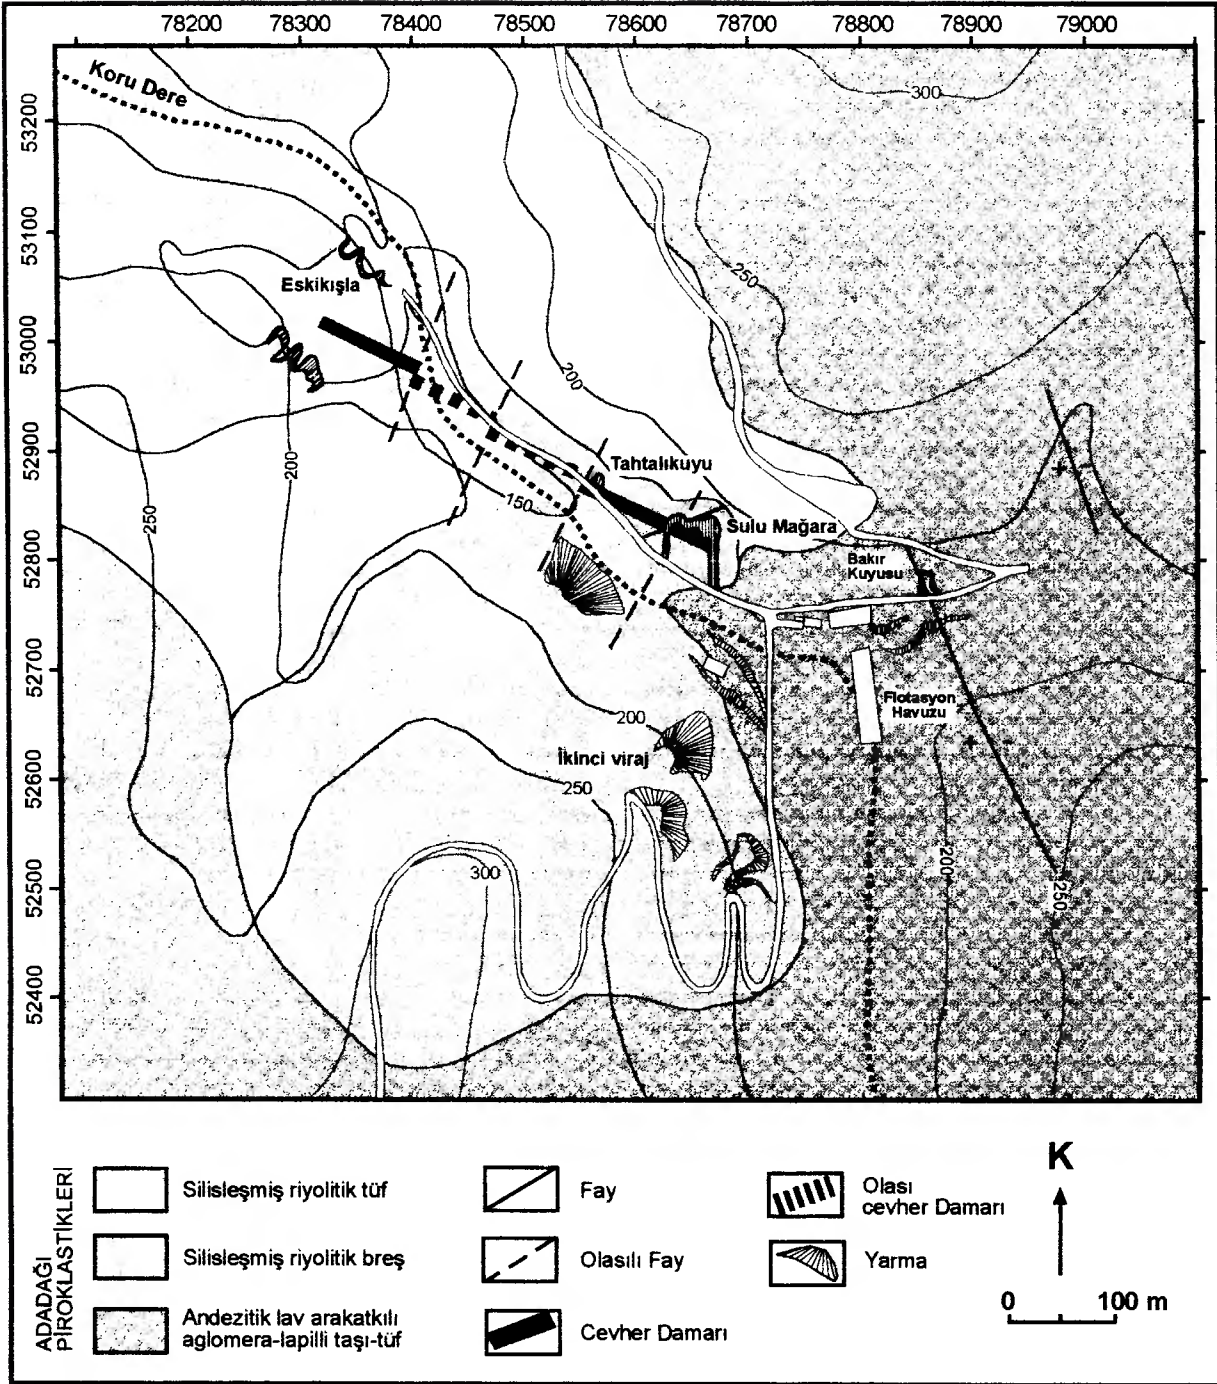 78200 78300 78400 78500 78600 78700 78800 78900 79000
53200
53100
53000
52900
52800
52700
52600
52500
52400
Koru Dere
300
250
Eskikışla
200
200
Tahtalıkuyu
150
250
Sulu Mağara
Bakır
Kuyusu
Flotasyon
Havuzu
200
İkinci viraj
250
300
200
250
ADADAĞI
PİROKLASTİKLERİ
Silisleşmiş riyolitik tüf
Silisleşmiş riyolitik breş
Andezitik lav arakatkılı
aglomera-lapilli taşı-tüf
Fay
Olasılı Fay
Cevher Damarı
Olası
cevher Damarı
Yarma
K
0 100 m